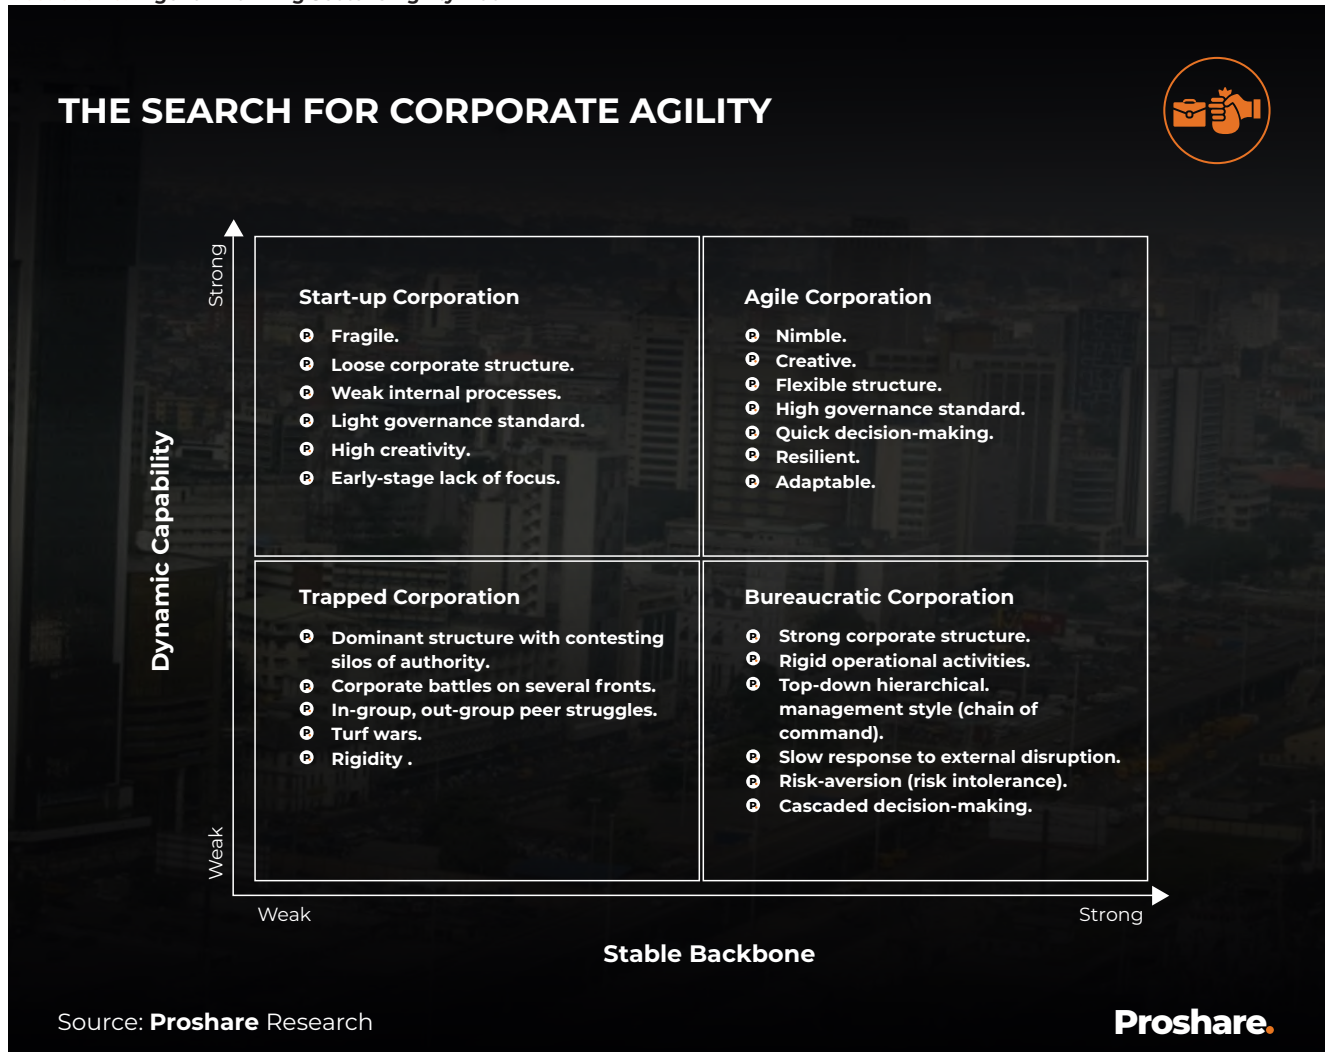 THE SEARCH FOR CORPORATE AGILITY
Strong
Start-up Corporation
Fragile.
Loose corporate structure.
Weak internal processes.
Light governance standard.
High creativity.
Early-stage lack of focus.
Agile Corporation
Nimble.
Creative.
Flexible structure.
High governance standard.
Quick decision-making.
Resilient.
Adaptable.
Dynamic Capability
Trapped Corporation
Dominant structure with contesting
silos of authority.
Corporate battles on several fronts.
In-group, out-group peer struggles.
Turf wars.
Rigidity .
Bureaucratic Corporation
Strong corporate structure.
Rigid operational activities.
Top-down hierarchical.
management style (chain of
command).
Slow response to external disruption.
Risk-aversion (risk intolerance).
Cascaded decision-making.
Weak
Weak
Strong
Stable Backbone
Source: Proshare Research
Proshare.